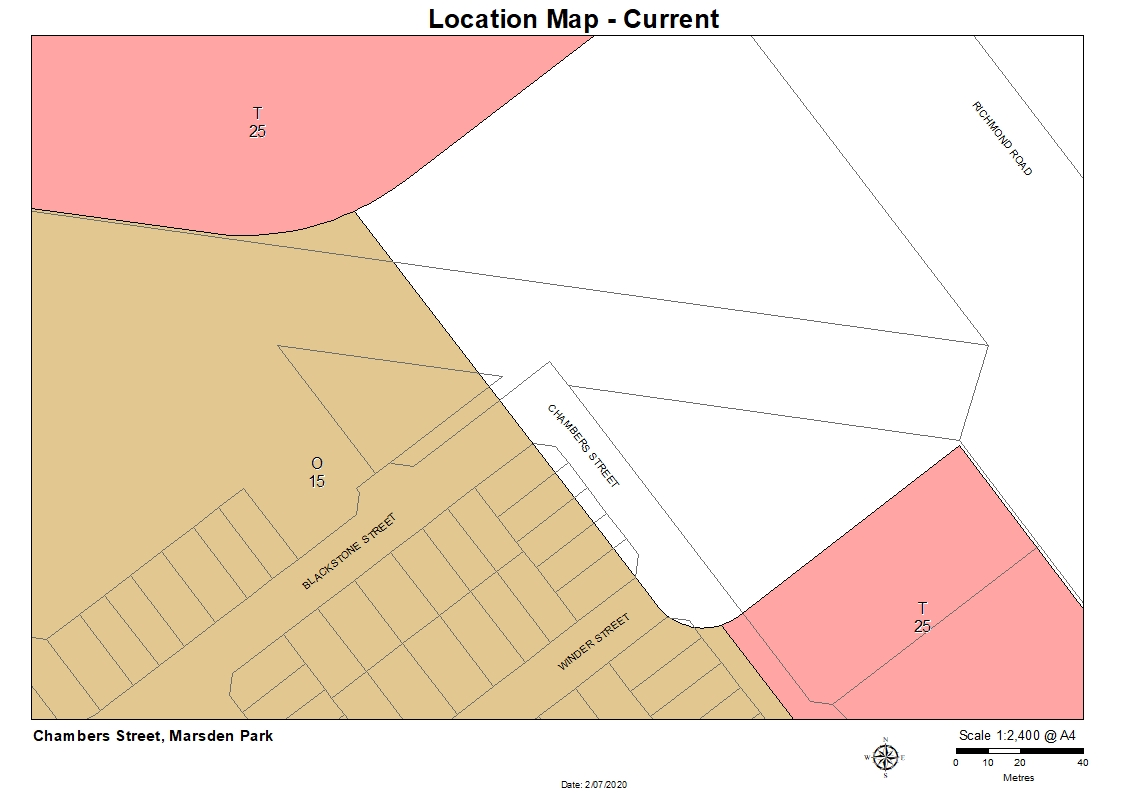 Location Map - Current
T
25
RICHMOND ROAD
CHAMBERS STREET
O
15
BLACKSTONE STREET
T
25
WINDER STREET
Chambers Street, Marsden Park
Scale 1:2,400 @ A4
N
W E
S
0 10 20 40
Metres
Date: 2/07/2020